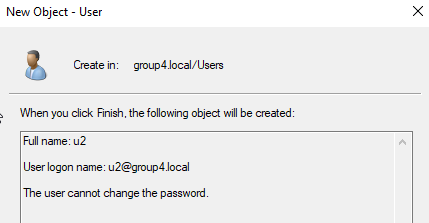 New Object - User
Create in: group4.local/Users
When you click Finish, the following object will be created:
Full name: u2
User logon name: u2@group4.local
The user cannot change the password.